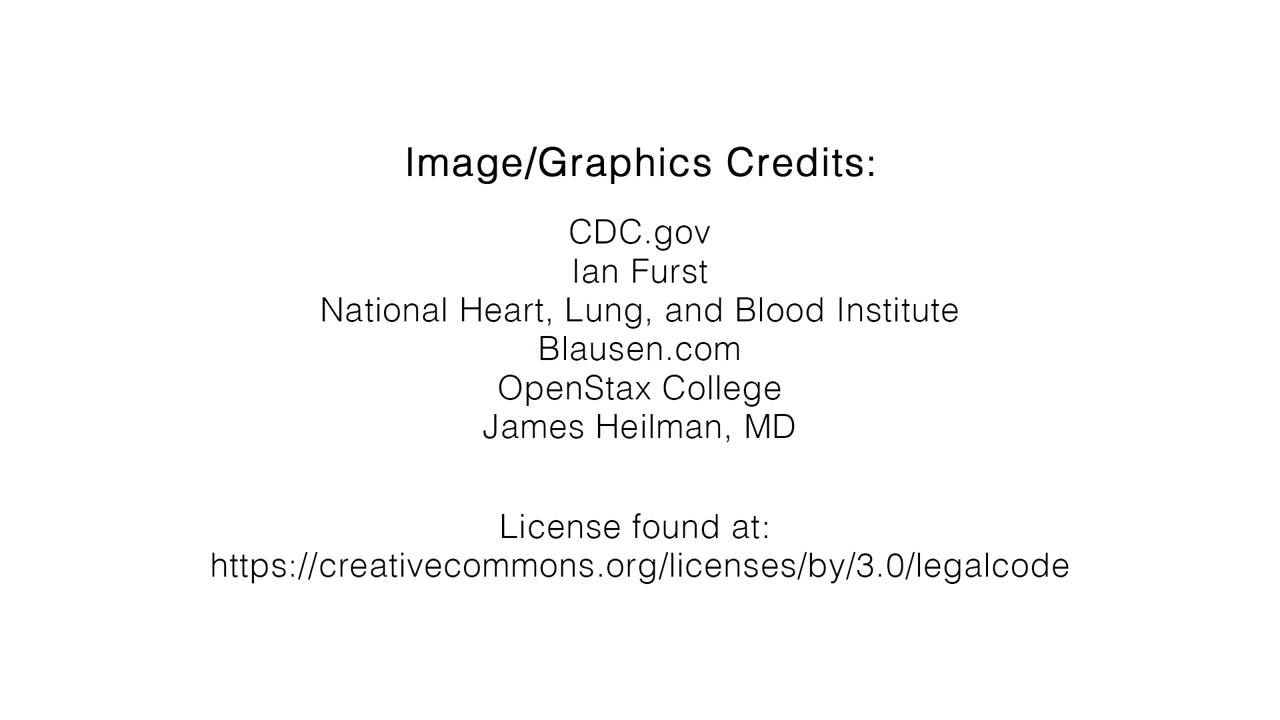 Image/Graphics Credits:
CDC.gov
Ian Furst
National Heart, Lung, and Blood Institute
Blausen.com
OpenStax College
James Heilman, MD
License found at:
https://creativecommons.org/licenses/by/3.0/legalcode